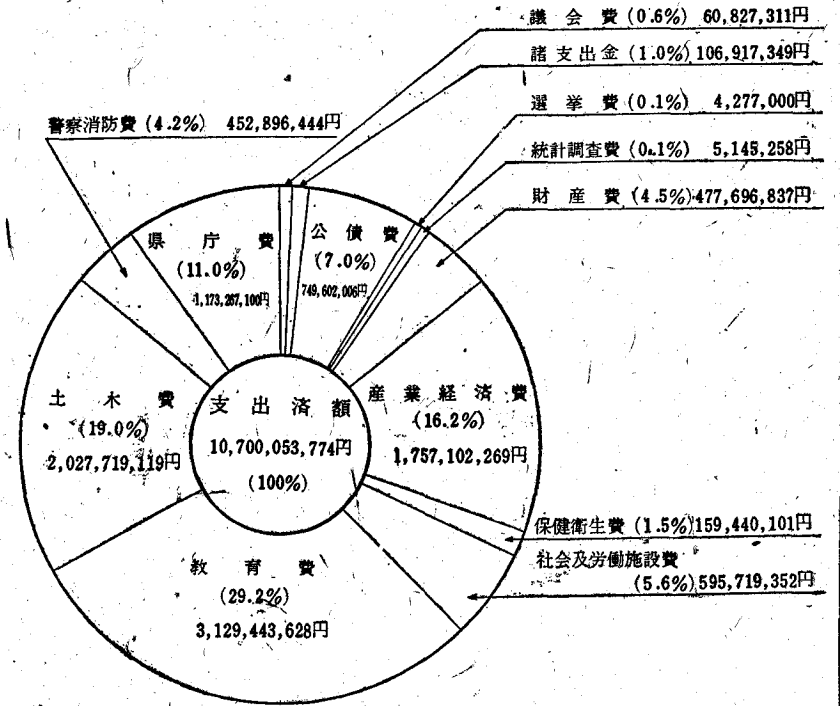 議会費(0.6%) 60,827,311円
諸支出金(1.0%)106,917,349円
選挙費(0.1%) 4,277,000円
警察消防費(4.2%) 452,896,444円
統計調査費(0.1%) 5,145,258円
財産費(4.5%)477,696,837円
県庁費
(11.0%)
1,173,267,100円
公債費
(7.0%)
749,602,006円
土木費
(19.0%)
2,027,719,119円
支出済額
10,700,053,774円
(100%)
産業経済費
(16.2%)
1,757,102,269円
保健衛生費(1.5%)159,440,101円
社会及労働施設費
(5.6%)595,719,352円
教育費
(29.2%)
3,129,443,628円